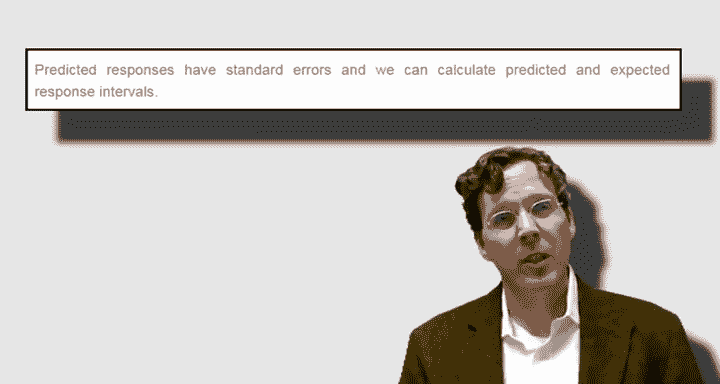 Predicted responses have standard errors and we can calculate predicted and expected
response intervals.